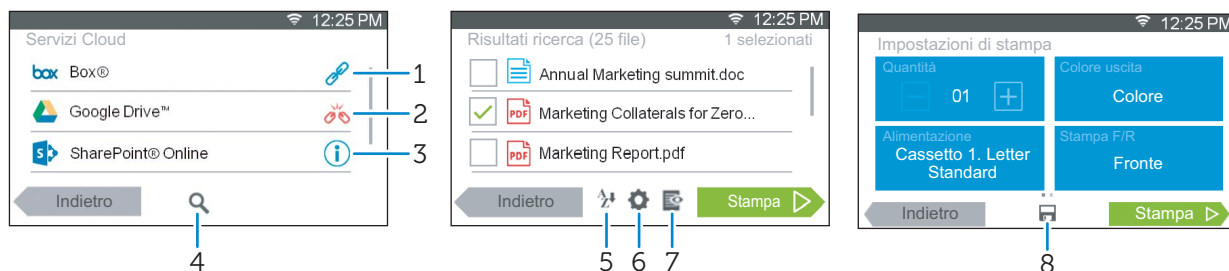 12:25 PM
Servizi Cloud
box Box®
1
Google Drive™
2
S SharePoint® Online
3
Indietro
4
12:25 PM
Risultati ricerca (25 file) 1 selezionati
Annual Marketing summit.doc
PDF Marketing Collaterals for Zero...
PDF Marketing Report.pdf
Indietro AZ Stampa
5 6 7
12:25 PM
Impostazioni di stampa
Quantità Colore uscita
01 Colore
Alimentazione Stampa F/R
Cassetto 1. Letter
Standard Fronte
Indietro Stampa
8